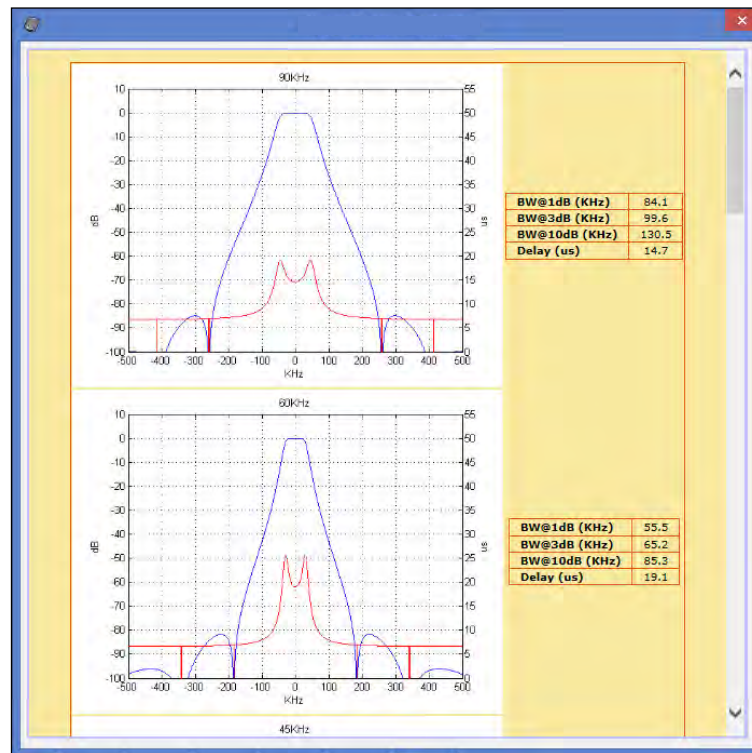 90KHz
10 55
0 50
-10 45
-20 40
-30 35
-40 30
-50 25
-60 20
-70 15
-80 10
-90 5
-100 0
dB
us
-500 -400 -300 -200 -100 0 100 200 300 400 500
KHz
BW@1dB (KHz) 84.1
BW@3dB (KHz) 99.6
BW@10dB (KHz) 130.5
Delay (us) 14.7
60KHz
10 55
0 50
-10 45
-20 40
-30 35
-40 30
-50 25
-60 20
-70 15
-80 10
-90 5
-100 0
dB
us
-500 -400 -300 -200 -100 0 100 200 300 400 500
KHz
BW@1dB (KHz) 55.5
BW@3dB (KHz) 65.2
BW@10dB (KHz) 85.3
Delay (us) 19.1
45KHz